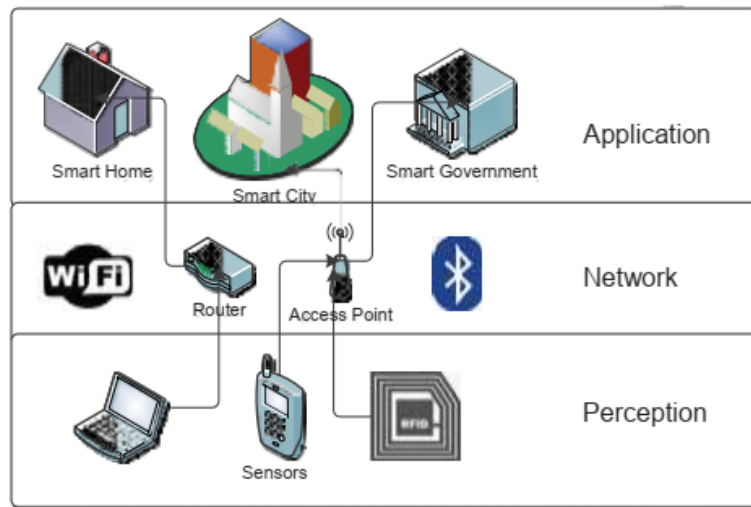 Smart Home
Smart City
Smart Government
Application
WiFi
Router
Access Point
Network
RFID
Sensors
Perception